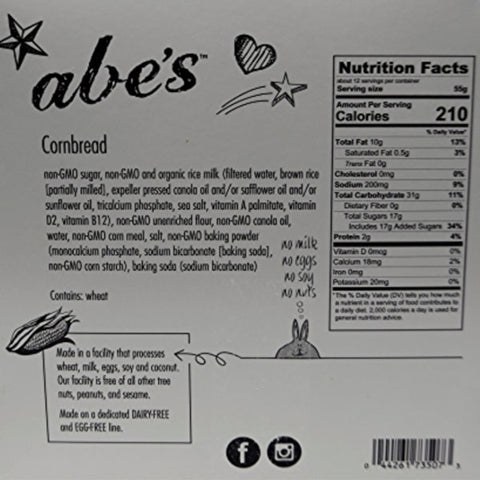 abe's™
Cornbread
non-GMO sugar, non-GMO and organic rice milk (filtered water, brown rice
[partially milled], expeller pressed canola oil and/or safflower oil and/or
sunflower oil, tricalcium phosphate, sea salt, vitamin A palmitate, vitamin
D2, vitamin B12), non-GMO unenriched flour, non-GMO canola oil,
water, non-GMO corn meal, salt, non-GMO baking powder
(monocalcium phosphate, sodium bicarbonate [baking soda],
non-GMO corn starch), baking soda (sodium bicarbonate)
Contains: wheat
no milk
no eggs
no soy
no nuts
Made in a facility that processes
wheat, milk, eggs, soy and coconut.
Our facility is free of all other tree
nuts, peanuts, and sesame.
Made on a dedicated DAIRY-FREE
and EGG-FREE line.
Nutrition Facts
about 12 servings per container
Serving size 55g
Amount Per Serving
Calories 210
% Daily Value*
Total Fat 10g 13%
Saturated Fat 0.5g 3%
Trans Fat 0g
Cholesterol 0mg 0%
Sodium 200mg 9%
Total Carbohydrate 31g 11%
Dietary Fiber 0g 0%
Total Sugars 17g
Includes 17g Added Sugars 34%
Protein 2g 4%
Vitamin D 0mcg 0%
Calcium 18mg 2%
Iron 0mg 0%
Potassium 20mg 0%
*The % Daily Value (DV) tells you how much
a nutrient in a serving of food contributes to
a daily diet. 2,000 calories a day is used for
general nutrition advice.
f
0 44261 73507 3